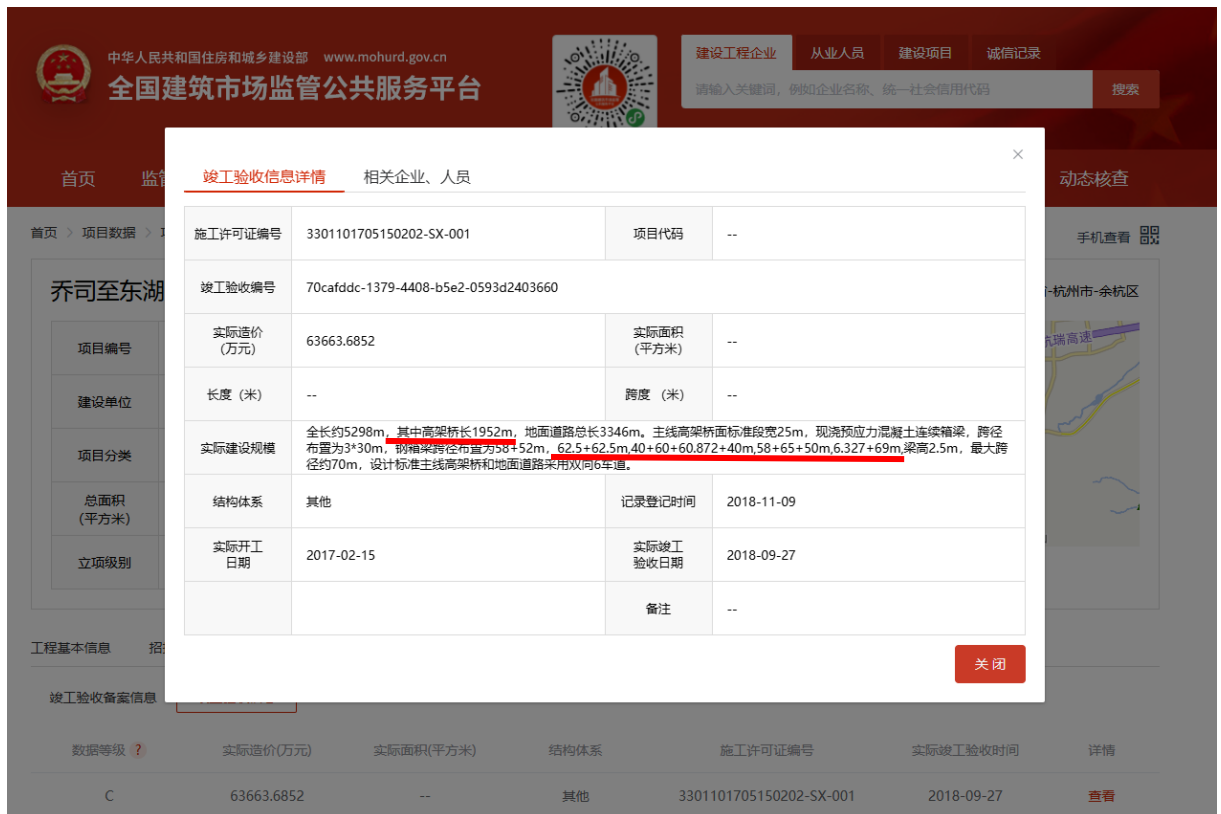 中华人民共和国住房和城乡建设部 www.mohurd.gov.cn
全国建筑市场监管公共服务平台
建设工程企业 从业人员 建设项目 诚信记录
请输入关键词，例如企业名称、统一社会信用代码
搜索
首页 监管 动态核查
首页 > 项目数据 >
手机查看
竣工验收信息详情 相关企业、人员
×
施工许可证编号 3301101705150202-SX-001 项目代码 --
竣工验收编号 70cafddc-1379-4408-b5e2-0593d2403660
实际造价
(万元)
63663.6852
实际面积
(平方米)
--
长度（米） -- 跨度 （米） --
实际建设规模
全长约5298m，其中高架桥长1952m，地面道路总长3346m。主线高架桥面标准段宽25m，现浇预应力混凝土连续箱梁，跨径
布置为3*30m，钢箱梁跨径布置为58+52m，62.5+62.5m,40+60+60.872+40m,58+65+50m,6.327+69m,梁高2.5m，最大跨
径约70m，设计标准主线高架桥和地面道路采用双向6车道。
结构体系 其他 记录登记时间 2018-11-09
实际开工
日期
2017-02-15
实际竣工
验收日期
2018-09-27
备注 --
关 闭
乔司至东湖
-杭州市-余杭区
项目编号
建设单位
项目分类
总面积
(平方米)
立项级别
杭瑞高速
工程基本信息 招
竣工验收备案信息
数据等级 ? 实际造价(万元) 实际面积(平方米) 结构体系 施工许可证编号 实际竣工验收时间 详情
C 63663.6852 -- 其他 3301101705150202-SX-001 2018-09-27 查看